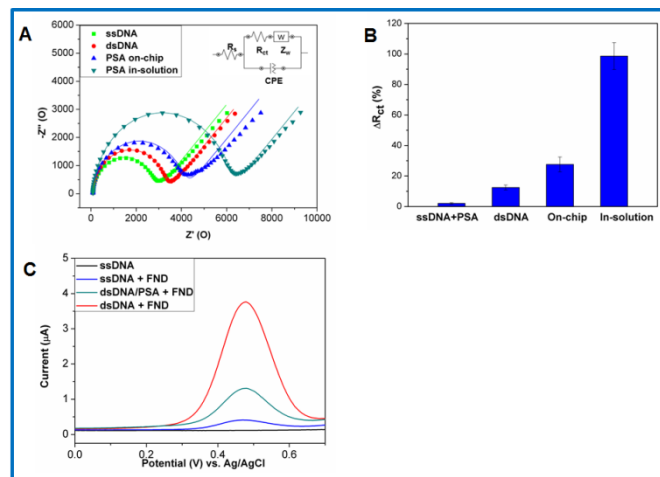 A
ssDNA
dsDNA
PSA on-chip
PSA in-solution
Rs
Rct
W
Zw
CPE
-Z'' (O)
6000
5000
4000
3000
2000
1000
0
0 2000 4000 6000 8000 10000
Z' (O)
B
ΔRct (%)
120
100
80
60
40
20
0
ssDNA+PSA dsDNA On-chip In-solution
C
ssDNA
ssDNA + FND
dsDNA/PSA + FND
dsDNA + FND
Current (μA)
5
4
3
2
1
0
0.0 0.2 0.4 0.6
Potential (V) vs. Ag/AgCl